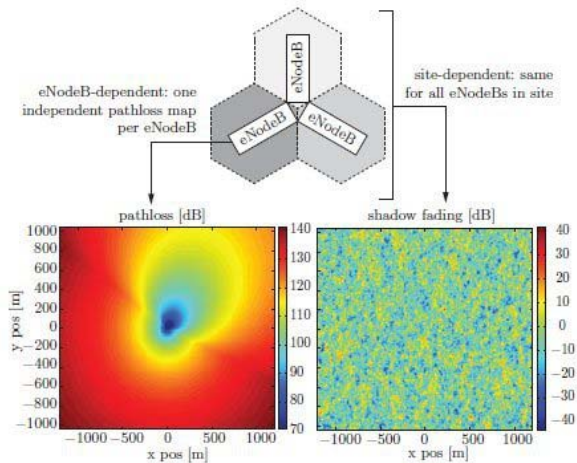 eNodeB
eNodeB
eNodeB
eNodeB-dependent: one
independent pathloss map
per eNodeB
site-dependent: same
for all eNodeBs in site
pathloss [dB]
1000
800
600
400
200
0
−200
−400
−600
−800
−1000
y pos [m]
−1000 −500 0 500 1000
x pos [m]
140
130
120
110
100
90
80
70
shadow fading [dB]
−1000 −500 0 500 1000
x pos [m]
40
30
20
10
0
−10
−20
−30
−40